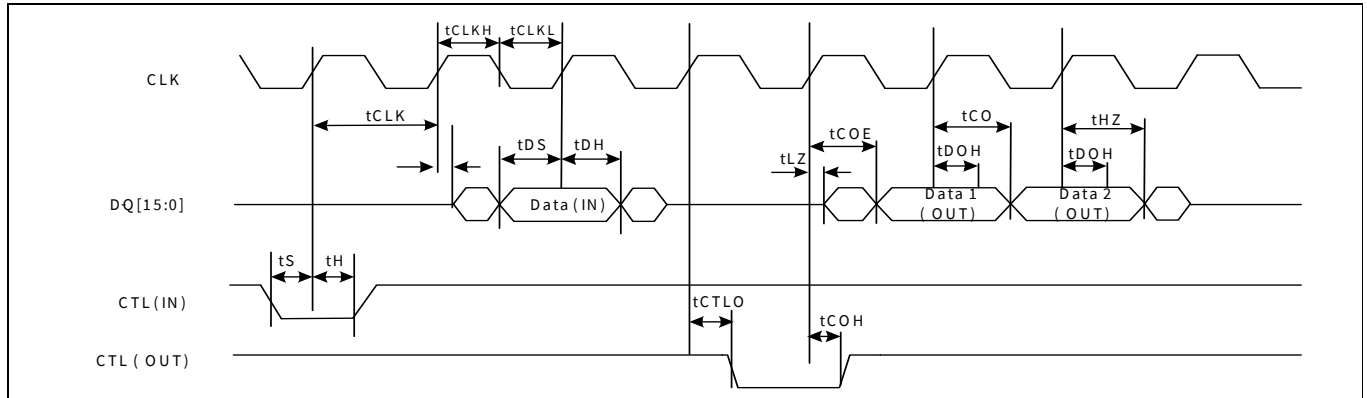 tCLKH tCLKL
CLK
tCLK tCO tHZ
tCOE
tDS tDH tDOH tDOH
tLZ
DQ[15:0] Data(IN) Data 1 (OUT) Data 2 (OUT)
tS tH
CTL(IN)
tCTLO tCOH
CTL(OUT)